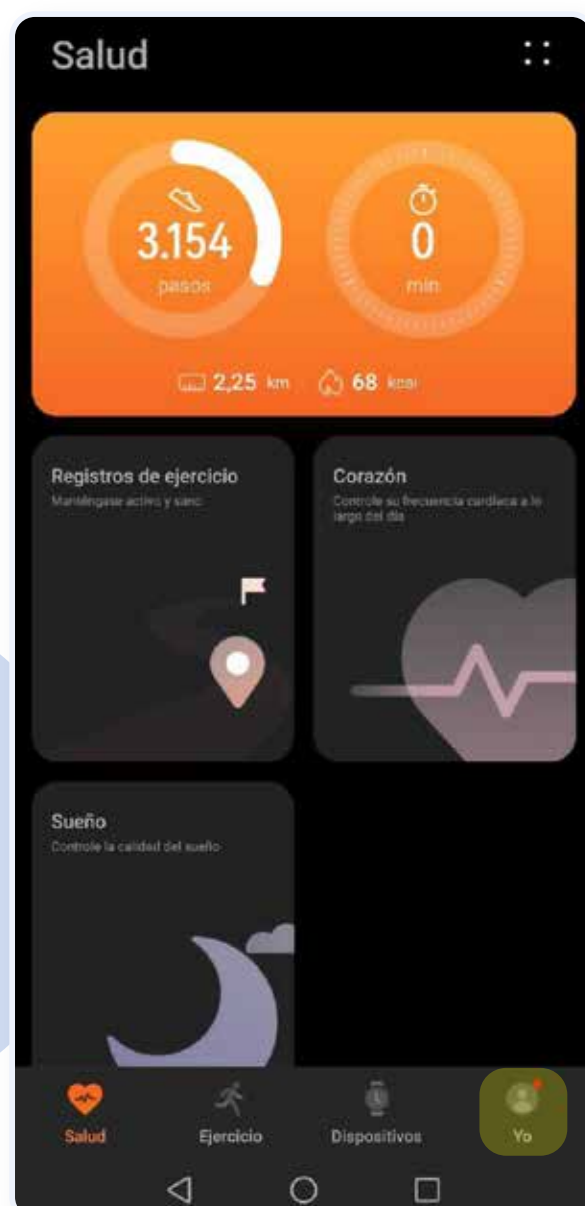 Salud
3.154
pasos
0
min
2,25 km
68 kcal
Registros de ejercicio
Manténgase activo y sano
Corazón
Controle su frecuencia cardíaca a lo
largo del día
Sueño
Controle la calidad del sueño
Salud
Ejercicio
Dispositivos
Yo